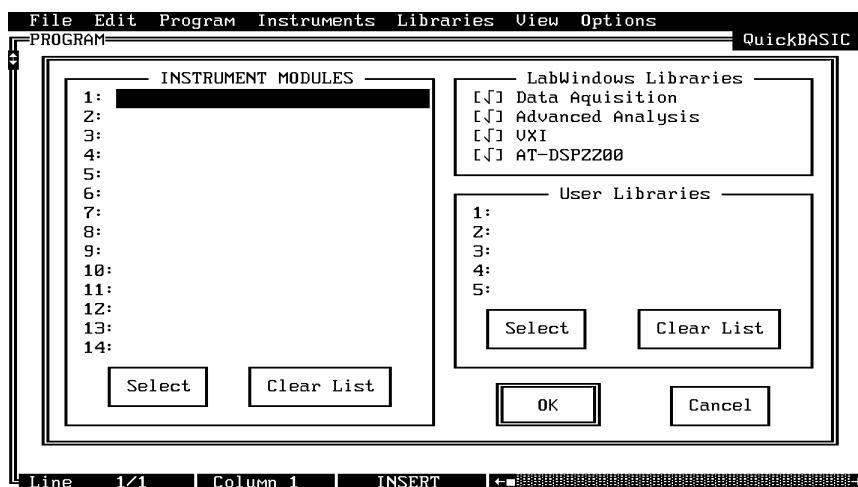 File Edit Program Instruments Libraries View Options
PROGRAM
QuickBASIC
INSTRUMENT MODULES
1:
2:
3:
4:
5:
6:
7:
8:
9:
10:
11:
12:
13:
14:
Select Clear List
LabWindows Libraries
[√] Data Aquisition
[√] Advanced Analysis
[√] VXI
[√] AT-DSP2200
User Libraries
1:
2:
3:
4:
5:
Select Clear List
OK Cancel
Line 1/1 Column 1 INSERT